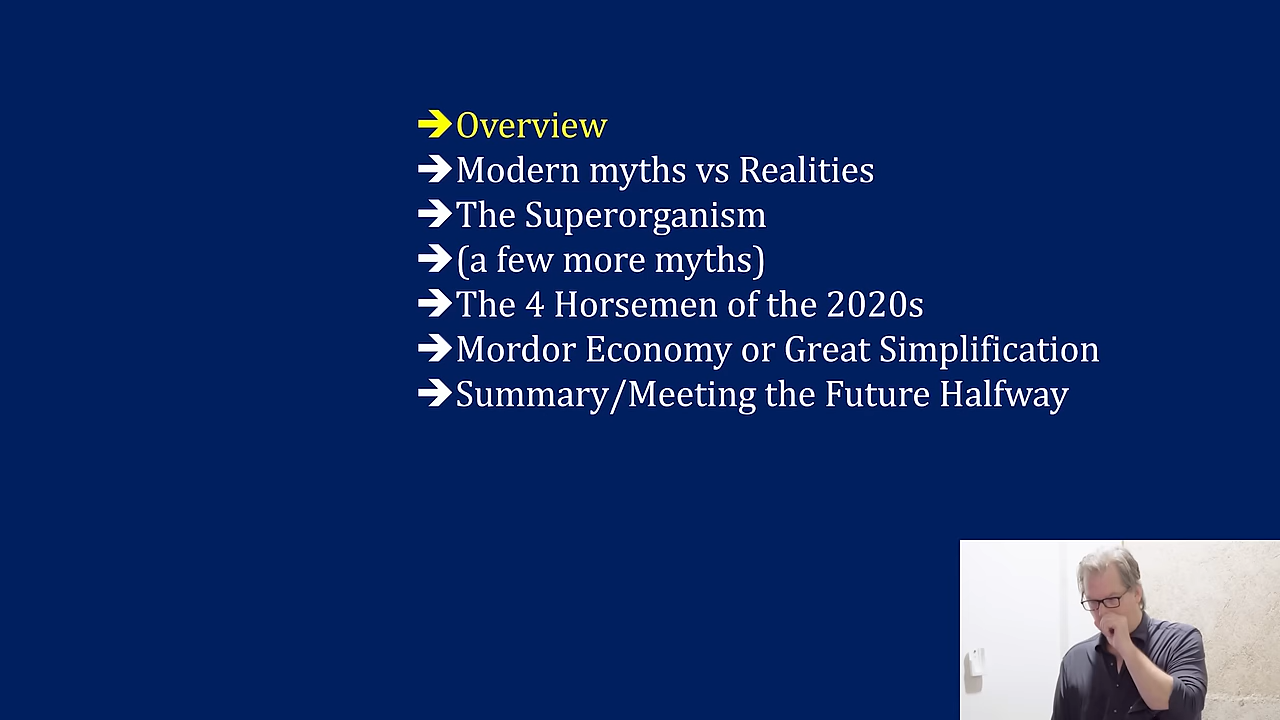 ➔Overview
➔Modern myths vs Realities
➔The Superorganism
➔(a few more myths)
➔The 4 Horsemen of the 2020s
➔Mordor Economy or Great Simplification
➔Summary/Meeting the Future Halfway